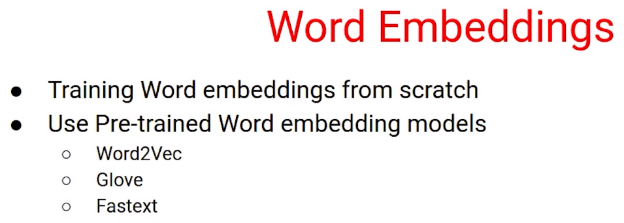 Word Embeddings
● Training Word embeddings from scratch
● Use Pre-trained Word embedding models
○ Word2Vec
○ Glove
○ Fastext